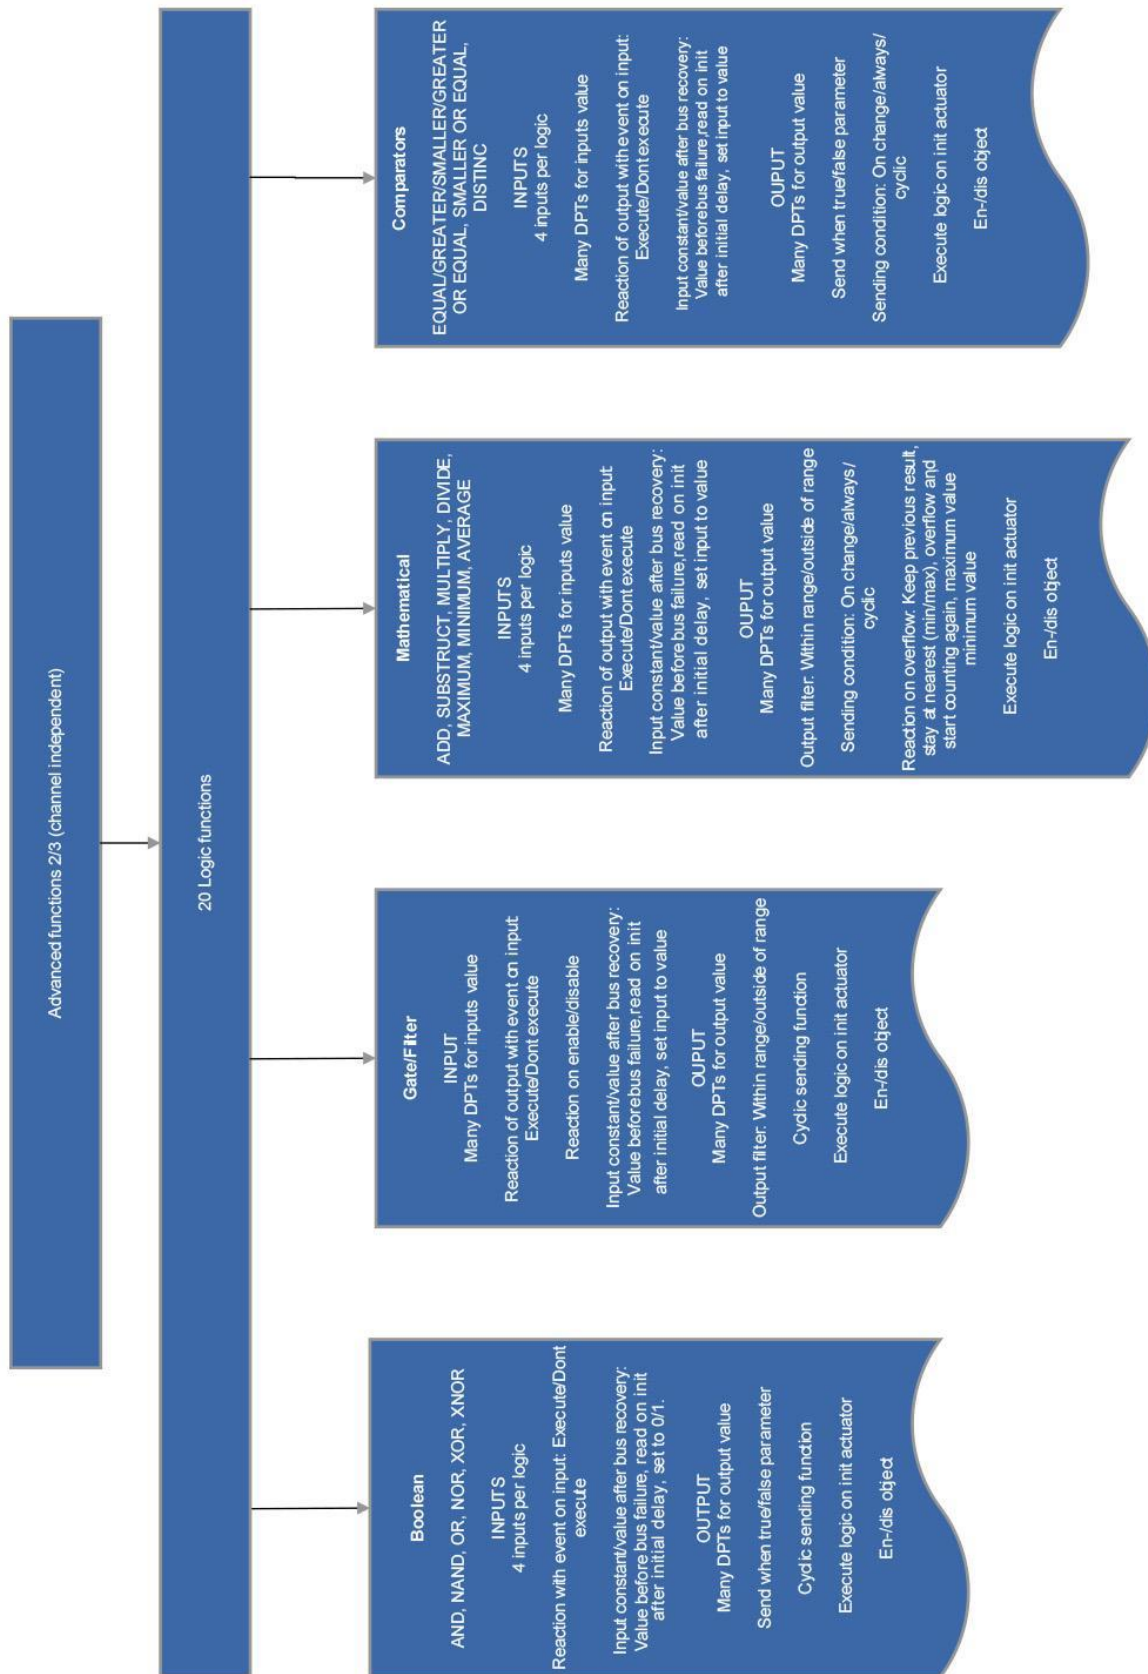 Advanced functions 2/3 (channel independent)
20 Logic functions
Boolean
AND, NAND, OR, NOR, XOR, XNOR
INPUTS
4 inputs per logic
Reaction with event on input: Execute/Dont
execute
Input constant/value after bus recovery:
Value before bus failure, read on init
after initial delay, set to 0/1.
OUTPUT
Many DPTs for output value
Send when true/false parameter
Cyclic sending function
Execute logic on init actuator
En-/dis object
Gate/Filter
INPUT
Many DPTs for inputs value
Reaction of output with event on input:
Execute/Dont execute
Reaction on enable/disable
Input constant/value after bus recovery:
Value before bus failure,read on init
after initial delay, set input to value
OUPUT
Many DPTs for output value
Output filter: Within range/outside of range
Cyclic sending function
Execute logic on init actuator
En-/dis object
Mathematical
ADD, SUBSTRUCT, MULTIPLY, DIVIDE,
MAXIMUM, MINIMUM, AVERAGE
INPUTS
4 inputs per logic
Many DPTs for inputs value
Reaction of output with event on input:
Execute/Dont execute
Input constant/value after bus recovery:
Value before bus failure,read on init
after initial delay, set input to value
OUPUT
Many DPTs for output value
Output filter: Within range/outside of range
Sending condition: On change/always/
cyclic
Reaction on overflow: Keep previous result,
stay at nearest (min/max), overflow and
start counting again, maximum value
minimum value
Execute logic on init actuator
En-/dis object
Comparators
EQUAL/GREATER/SMALLER/GREATER
OR EQUAL, SMALLER OR EQUAL,
DISTINC
INPUTS
4 inputs per logic
Many DPTs for inputs value
Reaction of output with event on input:
Execute/Dont execute
Input constant/value after bus recovery:
Value before bus failure,read on init
after initial delay, set input to value
OUPUT
Many DPTs for output value
Send when true/false parameter
Sending condition: On change/always/
cyclic
Execute logic on init actuator
En-/dis object